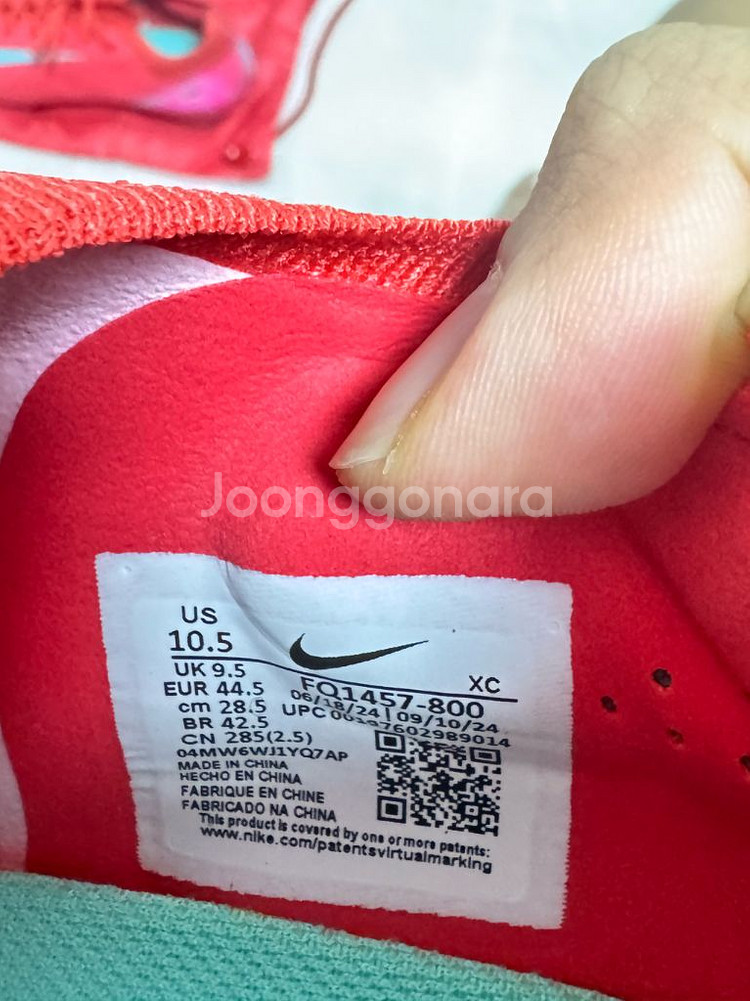 Joonggonara
US
10.5
UK 9.5
EUR 44.5
cm 28.5
BR 42.5
CN 285(2.5)
XC
FQ1457-800
06/18/24 | 09/10/24
UPC 00197602989014
04MW6WJ1YQ7AP
MADE IN CHINA
HECHO EN CHINA
FABRIQUE EN CHINE
FABRICADO NA CHINA
This product is covered by one or more patents:
www.nike.com/patentsvirtualmarking